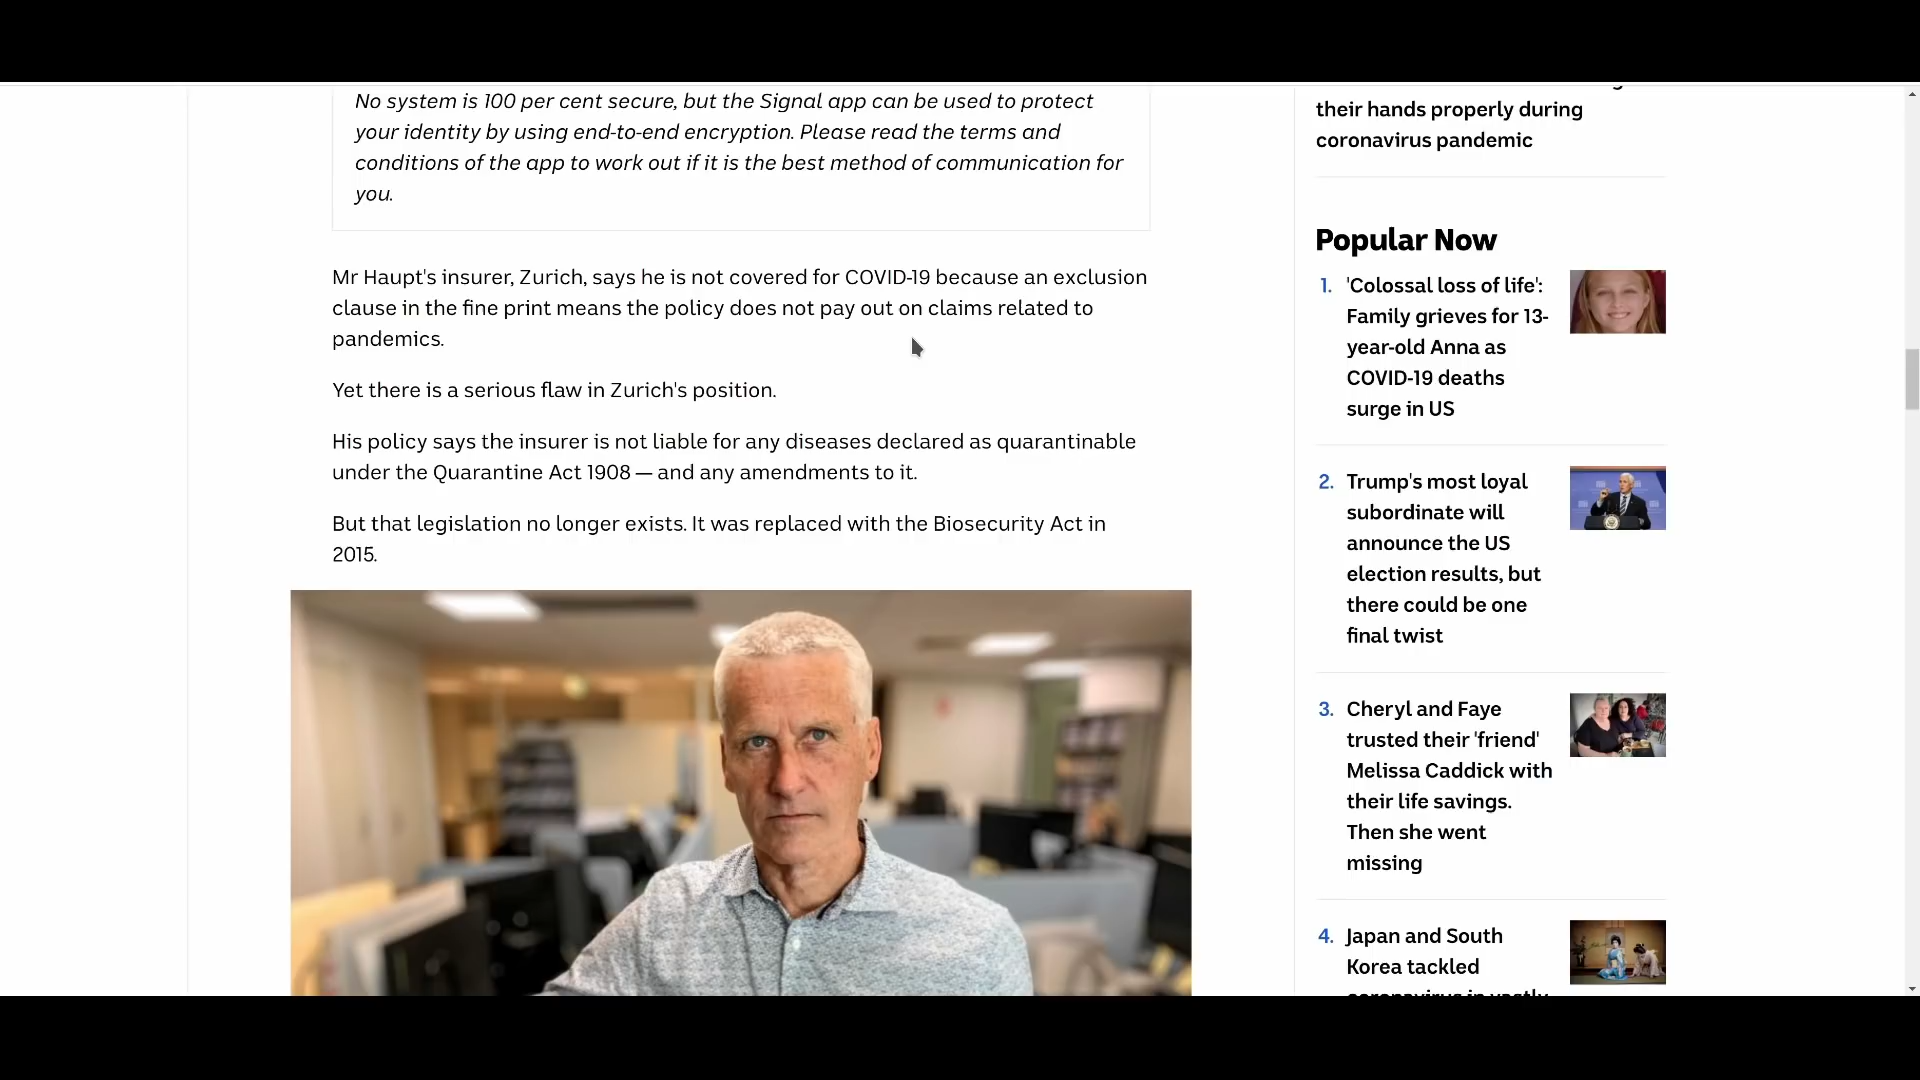 No system is 100 per cent secure, but the Signal app can be used to protect
your identity by using end-to-end encryption. Please read the terms and
conditions of the app to work out if it is the best method of communication for
you.
Mr Haupt's insurer, Zurich, says he is not covered for COVID-19 because an exclusion
clause in the fine print means the policy does not pay out on claims related to
pandemics.
Yet there is a serious flaw in Zurich's position.
His policy says the insurer is not liable for any diseases declared as quarantinable
under the Quarantine Act 1908 — and any amendments to it.
But that legislation no longer exists. It was replaced with the Biosecurity Act in
2015.
their hands properly during
coronavirus pandemic
Popular Now
1. 'Colossal loss of life':
Family grieves for 13-
year-old Anna as
COVID-19 deaths
surge in US
2. Trump's most loyal
subordinate will
announce the US
election results, but
there could be one
final twist
3. Cheryl and Faye
trusted their 'friend'
Melissa Caddick with
their life savings.
Then she went
missing
4. Japan and South
Korea tackled
coronavirus in vastly